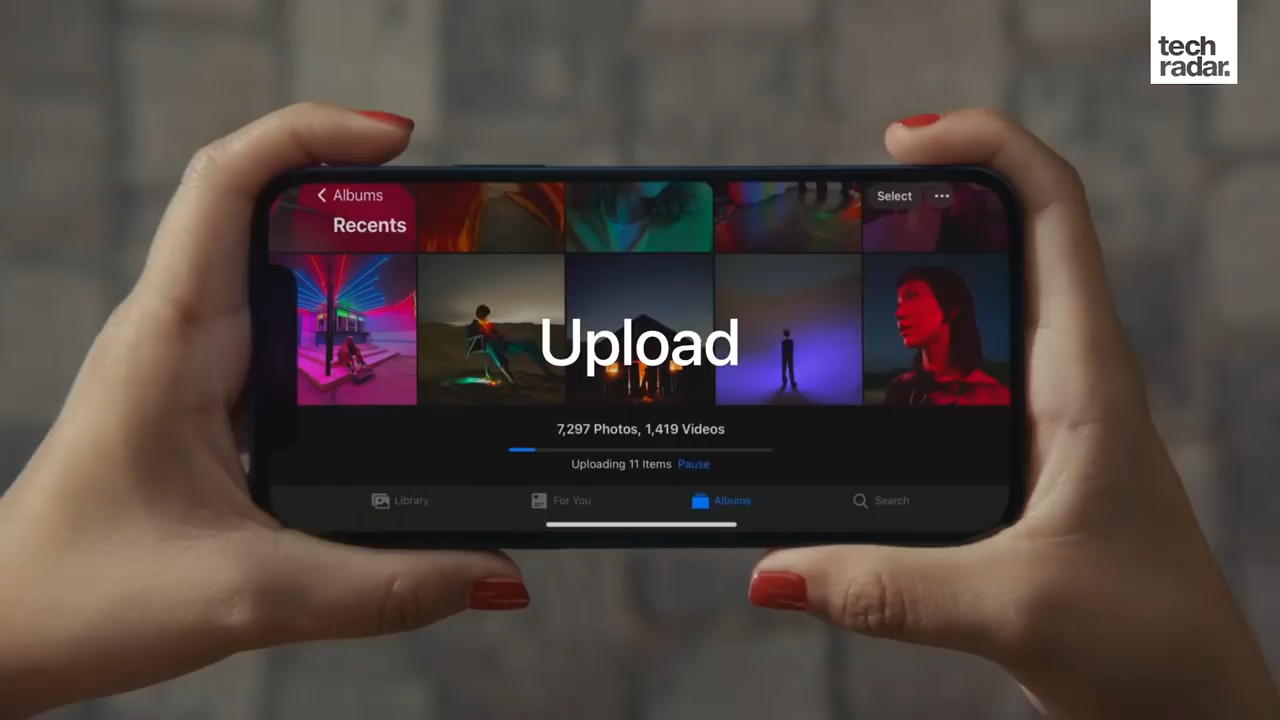 tech
radar.
Albums
Select
Recents
Upload
7,297 Photos, 1,419 Videos
Uploading 11 Items Pause
Library
For You
Albums
Search